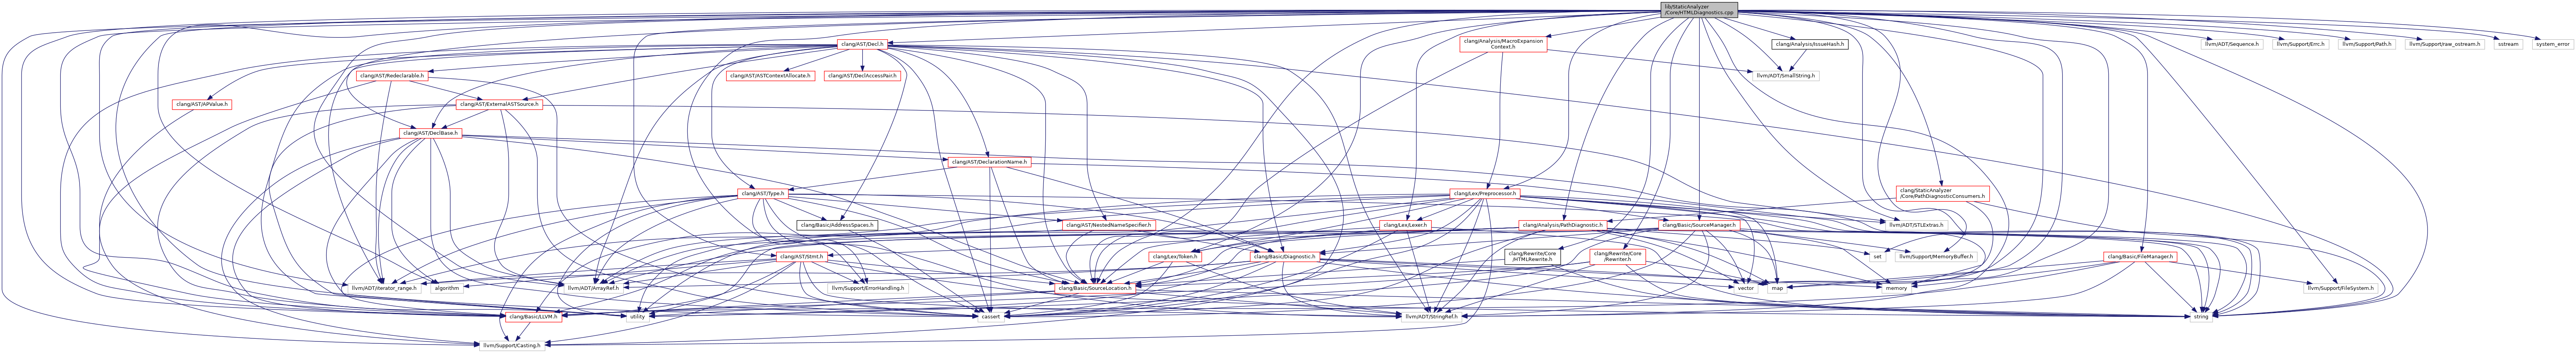 lib/StaticAnalyzer
/Core/HTMLDiagnostics.cpp
clang/AST/Decl.h
clang/Analysis/MacroExpansion
Context.h
clang/Analysis/IssueHash.h
llvm/ADT/Sequence.h
llvm/Support/Errc.h
llvm/Support/Path.h
llvm/Support/raw_ostream.h
sstream
system_error
clang/AST/Redeclarable.h
clang/AST/ASTContextAllocate.h
clang/AST/DeclAccessPair.h
llvm/ADT/SmallString.h
clang/AST/APValue.h
clang/AST/ExternalASTSource.h
clang/AST/DeclBase.h
clang/AST/DeclarationName.h
clang/AST/Type.h
clang/Lex/Preprocessor.h
clang/StaticAnalyzer
/Core/PathDiagnosticConsumers.h
clang/Basic/AddressSpaces.h
clang/AST/NestedNameSpecifier.h
clang/Lex/Lexer.h
clang/Analysis/PathDiagnostic.h
clang/Basic/SourceManager.h
llvm/ADT/STLExtras.h
clang/AST/Stmt.h
clang/Lex/Token.h
clang/Basic/Diagnostic.h
clang/Rewrite/Core
/HTMLRewrite.h
clang/Rewrite/Core
/Rewriter.h
set
llvm/Support/MemoryBuffer.h
clang/Basic/FileManager.h
llvm/ADT/iterator_range.h
algorithm
llvm/ADT/ArrayRef.h
llvm/Support/ErrorHandling.h
clang/Basic/SourceLocation.h
vector
map
memory
llvm/Support/FileSystem.h
clang/Basic/LLVM.h
utility
cassert
llvm/ADT/StringRef.h
string
llvm/Support/Casting.h